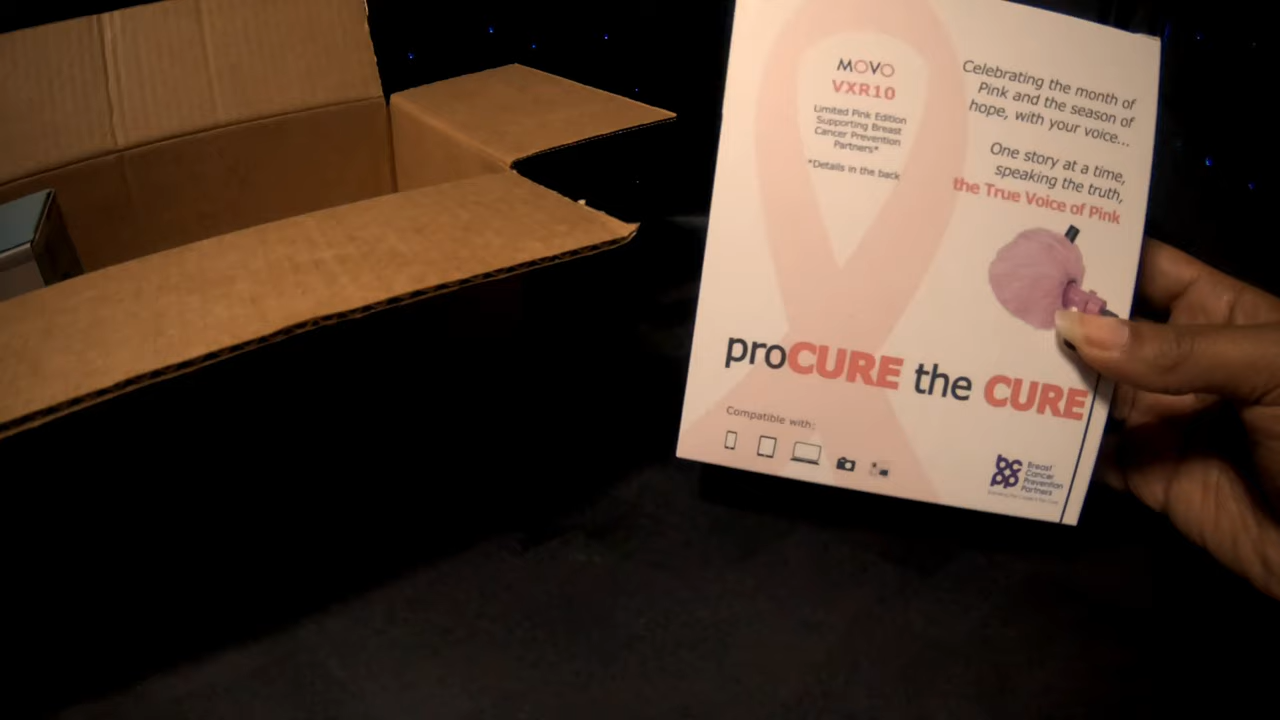 MOVO
VXR10
Limited Pink Edition
Supporting Breast
Cancer Prevention
Partners*
*Details in the back
Celebrating the month of
Pink and the season of
hope, with your voice...
One story at a time,
speaking the truth,
the True Voice of Pink
proCURE the CURE
Compatible with:
bcpp
Breast
Cancer
Prevention
Partners